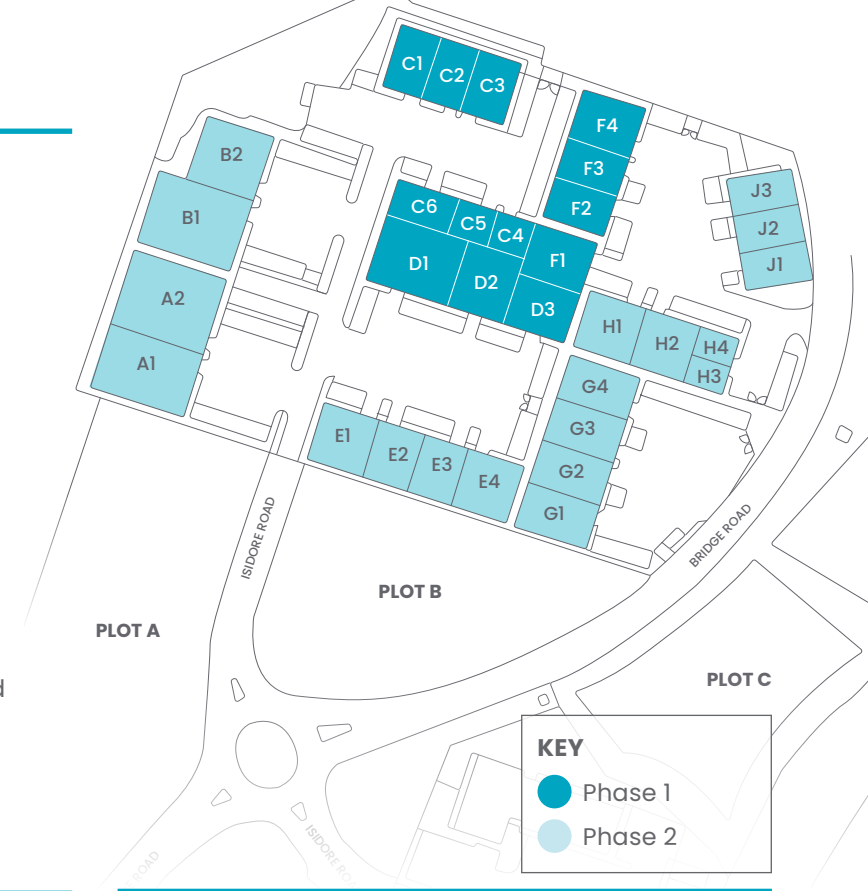 C1
C2
C3
F4
F3
F2
B2
B1
J3
J2
J1
C6
C5
C4
F1
D1
D2
D3
A2
A1
H1
H2
H4
H3
G4
G3
G2
G1
E1
E2
E3
E4
ISIDORE ROAD
BRIDGE ROAD
PLOT B
PLOT A
PLOT C
d
KEY
Phase 1
Phase 2
ISIDORE ROA
ROAD